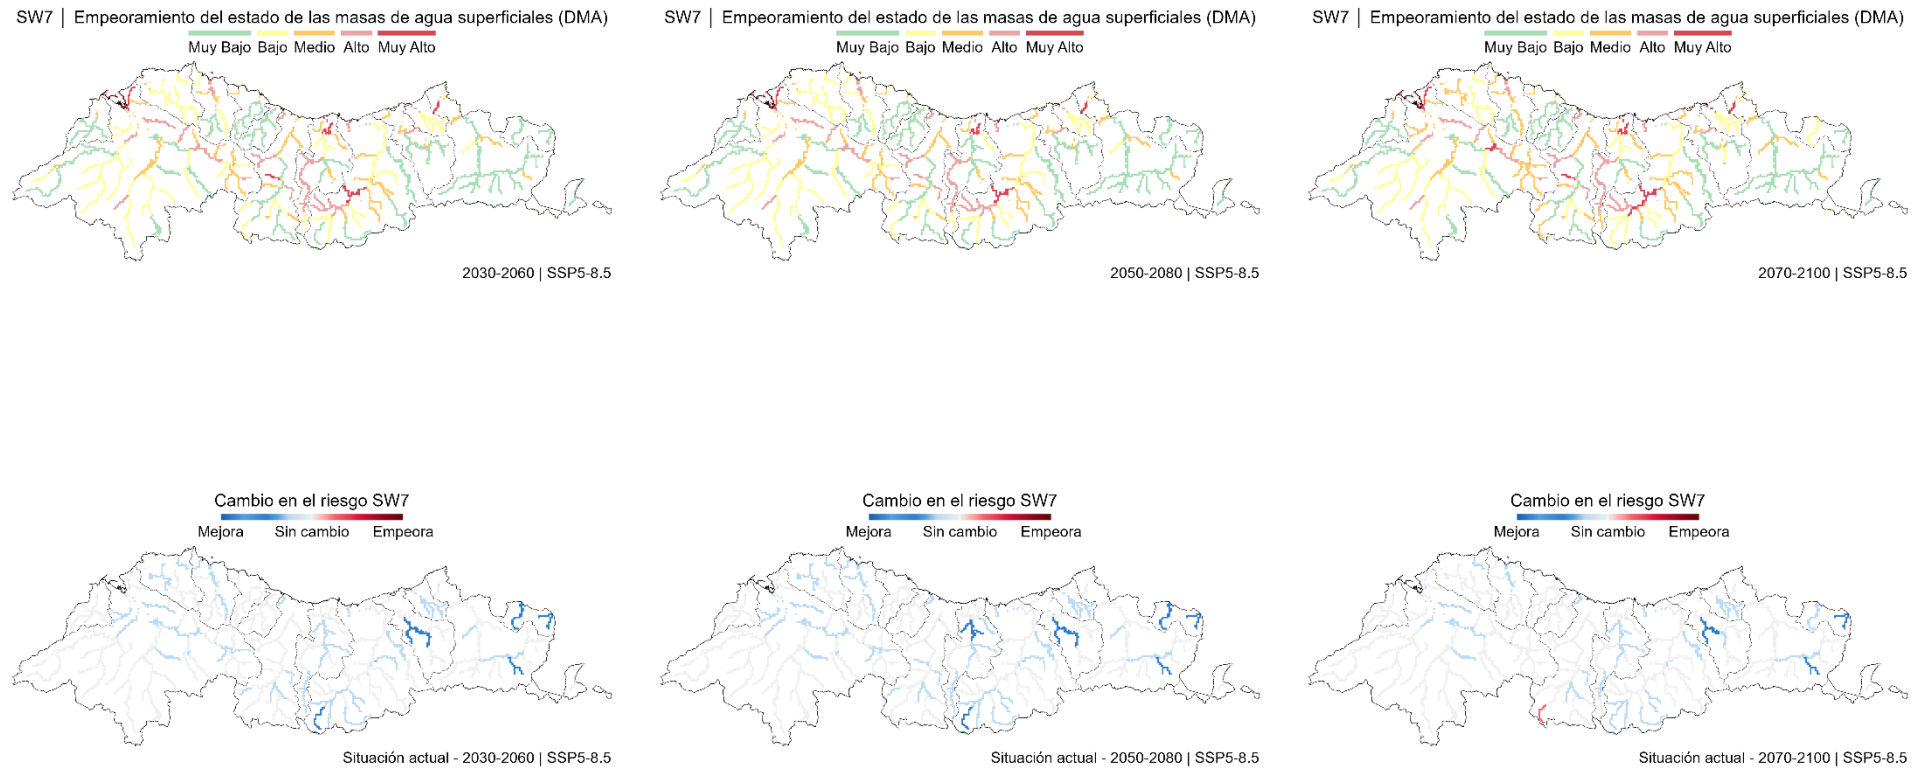 SW7 | Empeoramiento del estado de las masas de agua superficiales (DMA)
Muy Bajo Bajo Medio Alto Muy Alto
2030-2060 | SSP5-8.5
SW7 | Empeoramiento del estado de las masas de agua superficiales (DMA)
Muy Bajo Bajo Medio Alto Muy Alto
2050-2080 | SSP5-8.5
SW7 | Empeoramiento del estado de las masas de agua superficiales (DMA)
Muy Bajo Bajo Medio Alto Muy Alto
2070-2100 | SSP5-8.5
Cambio en el riesgo SW7
Mejora Sin cambio Empeora
Situación actual - 2030-2060 | SSP5-8.5
Cambio en el riesgo SW7
Mejora Sin cambio Empeora
Situación actual - 2050-2080 | SSP5-8.5
Cambio en el riesgo SW7
Mejora Sin cambio Empeora
Situación actual - 2070-2100 | SSP5-8.5